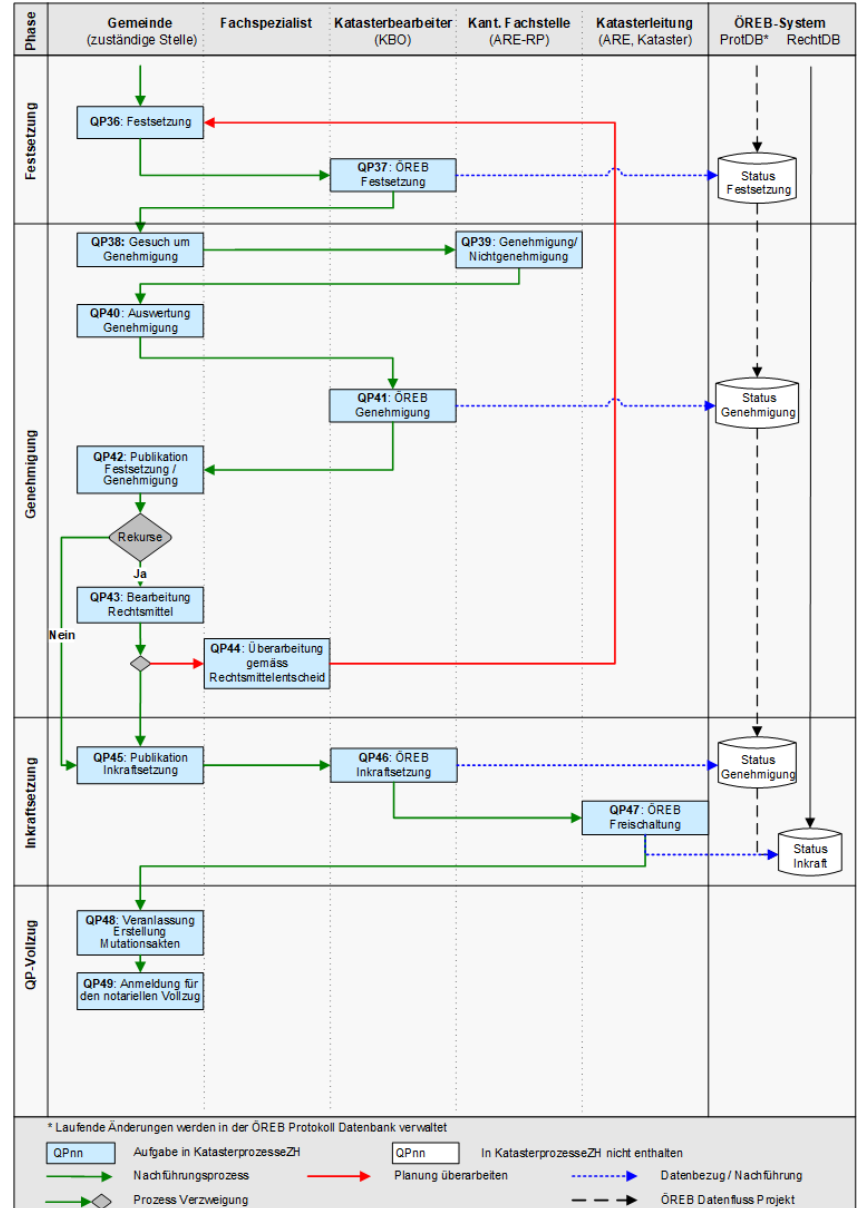 Phase
Gemeinde
(zuständige Stelle)
Fachspezialist
Katasterbearbeiter
(KBO)
Kant. Fachstelle
(ARE-RP)
Katasterleitung
(ARE, Kataster)
ÖREB-System
ProtDB* RechtDB
Festsetzung
QP36: Festsetzung
QP37: ÖREB
Festsetzung
Status
Festsetzung
Genehmigung
QP38: Gesuch um
Genehmigung
QP39: Genehmigung/
Nichtgenehmigung
QP40: Auswertung
Genehmigung
QP41: ÖREB
Genehmigung
Status
Genehmigung
QP42: Publikation
Festsetzung /
Genehmigung
Rekurse
Ja
Nein
QP43: Bearbeitung
Rechtsmittel
QP44: Überarbeitung
gemäss
Rechtsmittelentscheid
Inkraftsetzung
QP45: Publikation
Inkraftsetzung
QP46: ÖREB
Inkraftsetzung
Status
Genehmigung
QP47: ÖREB
Freischaltung
Status
Inkraft
QP-Vollzug
QP48: Veranlassung
Erstellung
Mutationsakten
QP49: Anmeldung für
den notariellen Vollzug
* Laufende Änderungen werden in der ÖREB Protokoll Datenbank verwaltet
QPnn Aufgabe in KatasterprozesseZH
QPnn In KatasterprozesseZH nicht enthalten
Nachführungsprozess
Planung überarbeiten
Datenbezug / Nachführung
Prozess Verzweigung
ÖREB Datenfluss Projekt